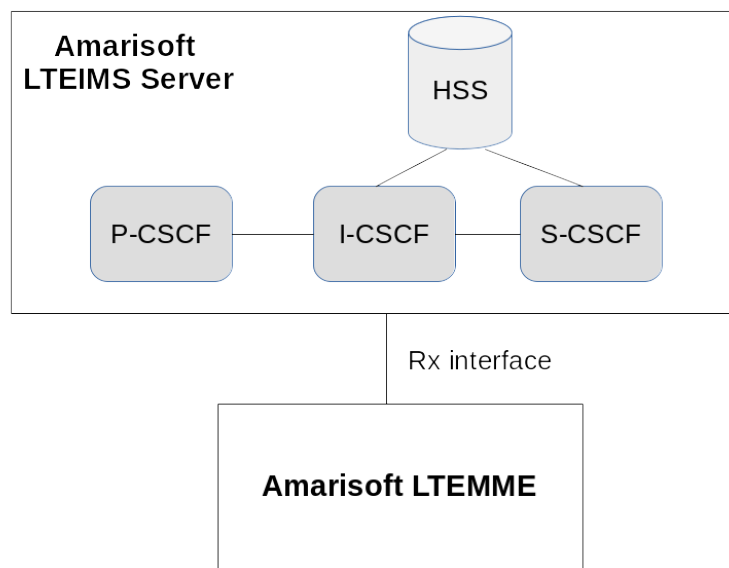 Amarisoft
LTEIMS Server
HSS
P-CSCF
I-CSCF
S-CSCF
Rx interface
Amarisoft LTEMME